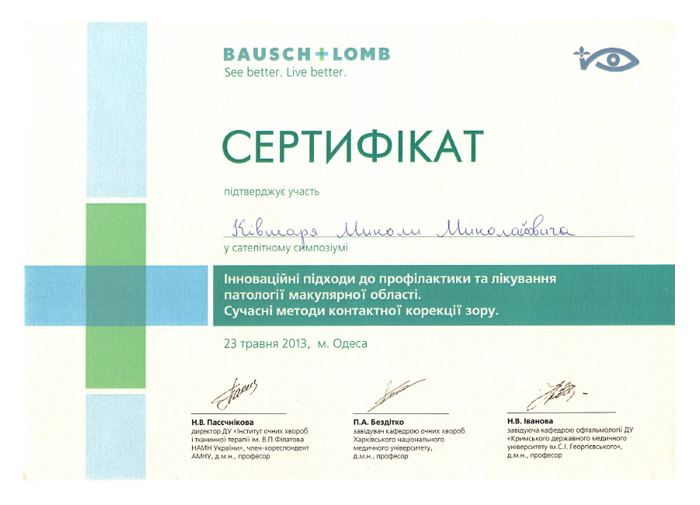 BAUSCH+LOMB
See better. Live better.
СЕРТИФІКАТ
підтверджує участь
Ківшаря Миколи Миколайовича
у сателітному симпозіумі
Інноваційні підходи до профілактики та лікування
патології макулярної області.
Сучасні методи контактної корекції зору.
23 травня 2013, м. Одеса
Н.В. Пасєчнікова
директор ДУ «Інститут очних хвороб
і тканинної терапії ім. В.П.Філатова
НАМН України», член-кореспондент
АМНУ, д.м.н., професор
П.А. Бездітко
завідувач кафедрою очних хвороб
Харківського національного
медичного університету,
д.м.н., професор
Н.В. Іванова
завідуюча кафедрою офтальмології ДУ
«Кримського державного медичного
університету ім.С.І. Георгієвського»,
д.м.н., професор